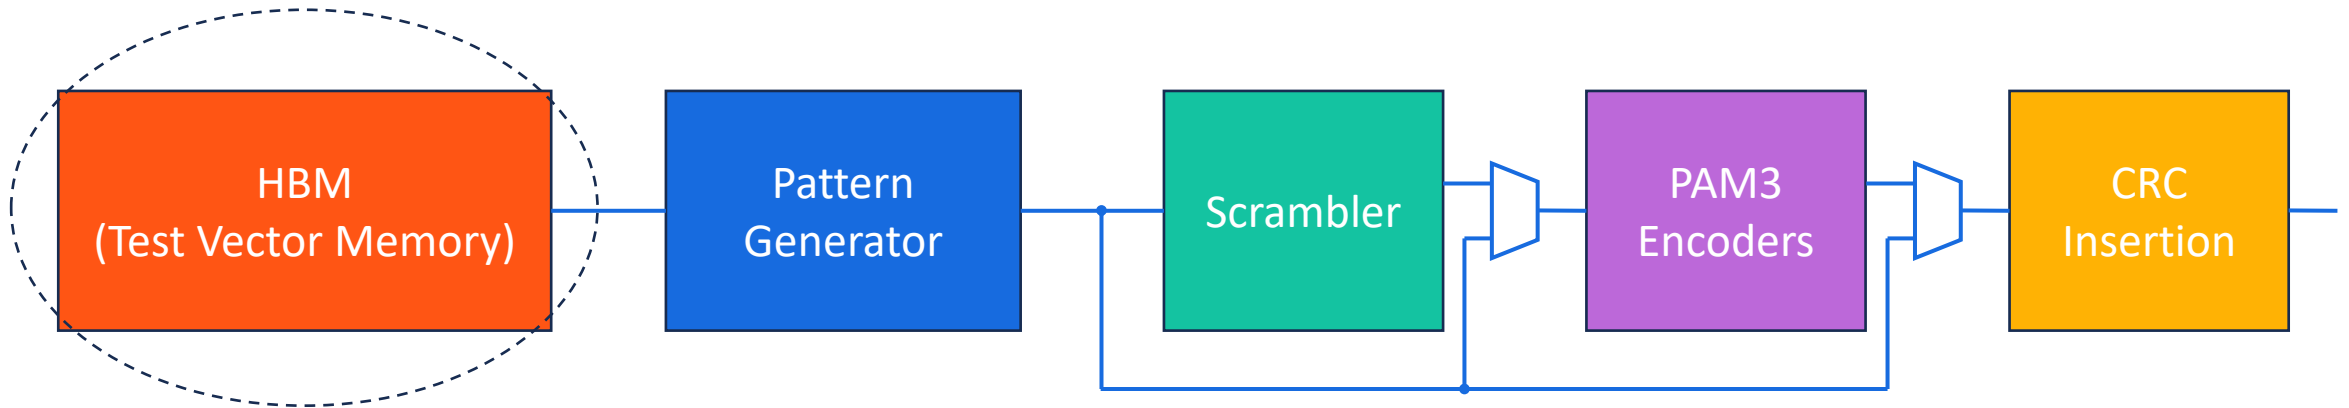 HBM
(Test Vector Memory)
Pattern
Generator
Scrambler
PAM3
Encoders
CRC
Insertion